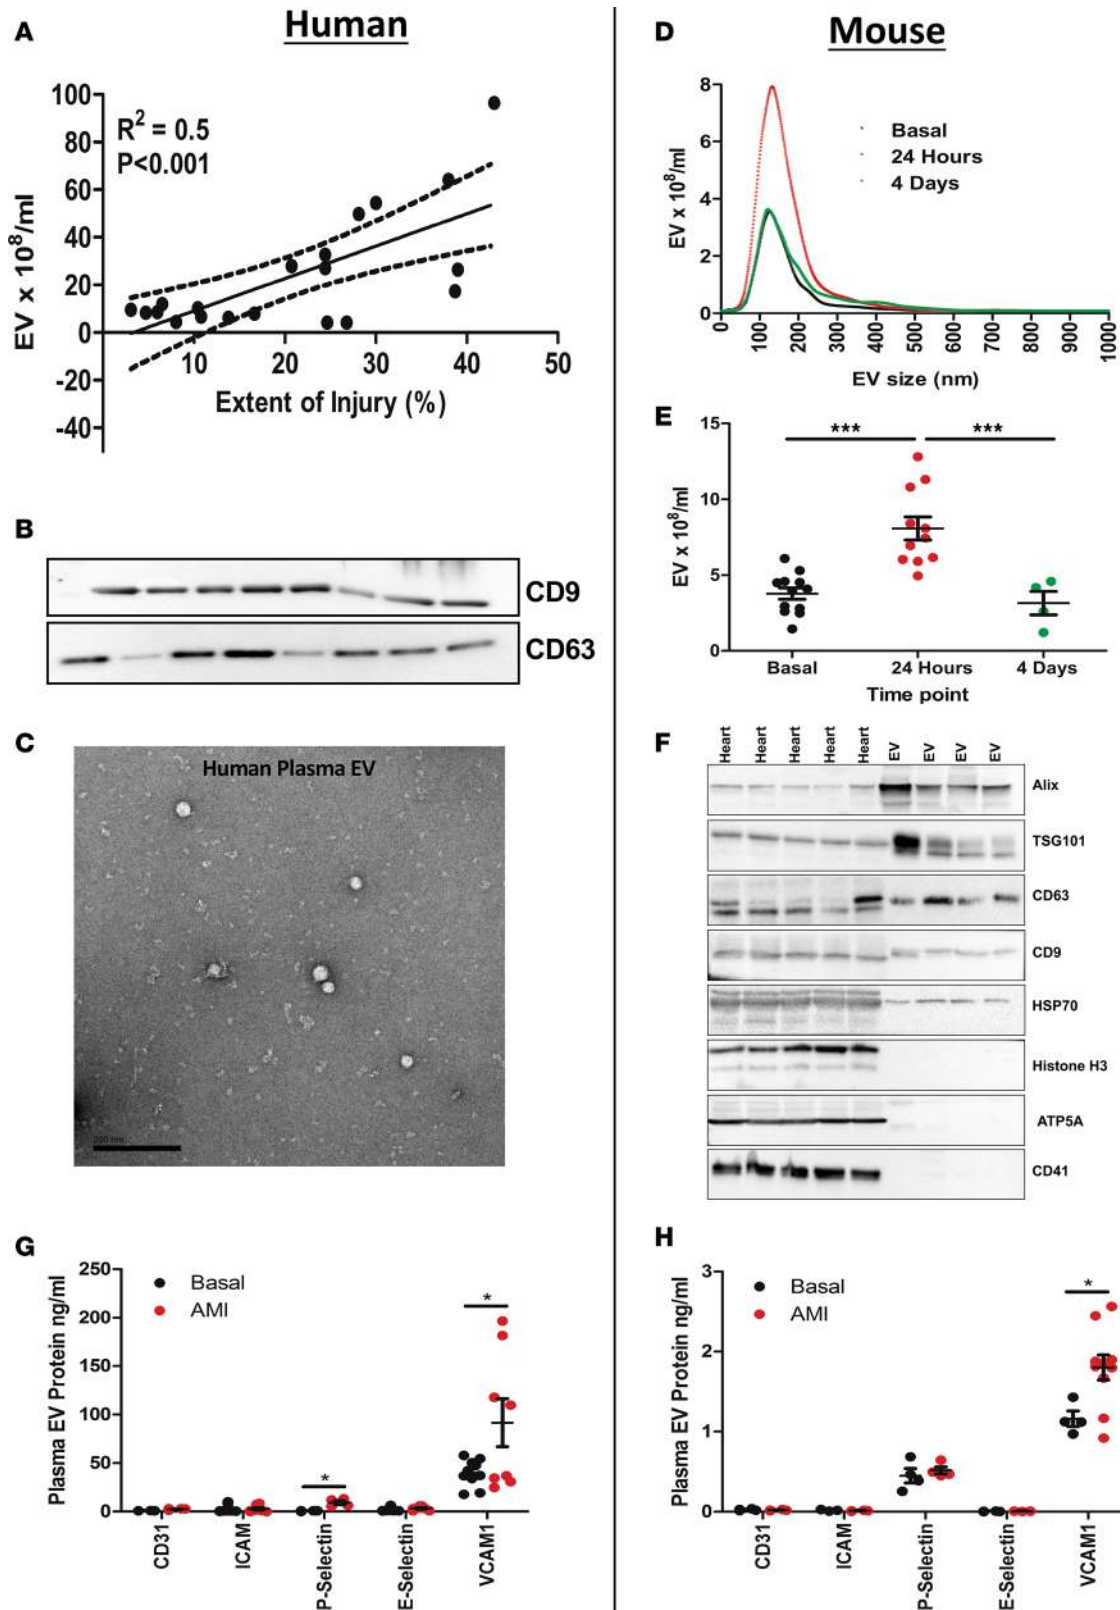 Human
A
100
80
60
40
20
0
-20
-40
R² = 0.5
P<0.001
EV x 10⁸/ml
10 20 30 40 50
Extent of Injury (%)
B
CD9
CD63
C
Human Plasma EV
G
250
200
150
100
50
0
Basal
AMI
*
*
Plasma EV Protein ng/ml
CD31
ICAM
P-Selectin
E-Selectin
VCAM1
Mouse
D
8
6
4
2
0
Basal
24 Hours
4 Days
EV x 10⁸/ml
0 100 200 300 400 500 600 700 800 900 1000
EV size (nm)
E
15
10
5
0
*** ***
EV x 10⁸/ml
Basal 24 Hours 4 Days
Time point
F
Heart Heart Heart Heart Heart EV EV EV EV
Alix
TSG101
CD63
CD9
HSP70
Histone H3
ATP5A
CD41
H
3
2
1
0
Basal
AMI
*
Plasma EV Protein ng/ml
CD31
ICAM
P-Selectin
E-Selectin
VCAM1